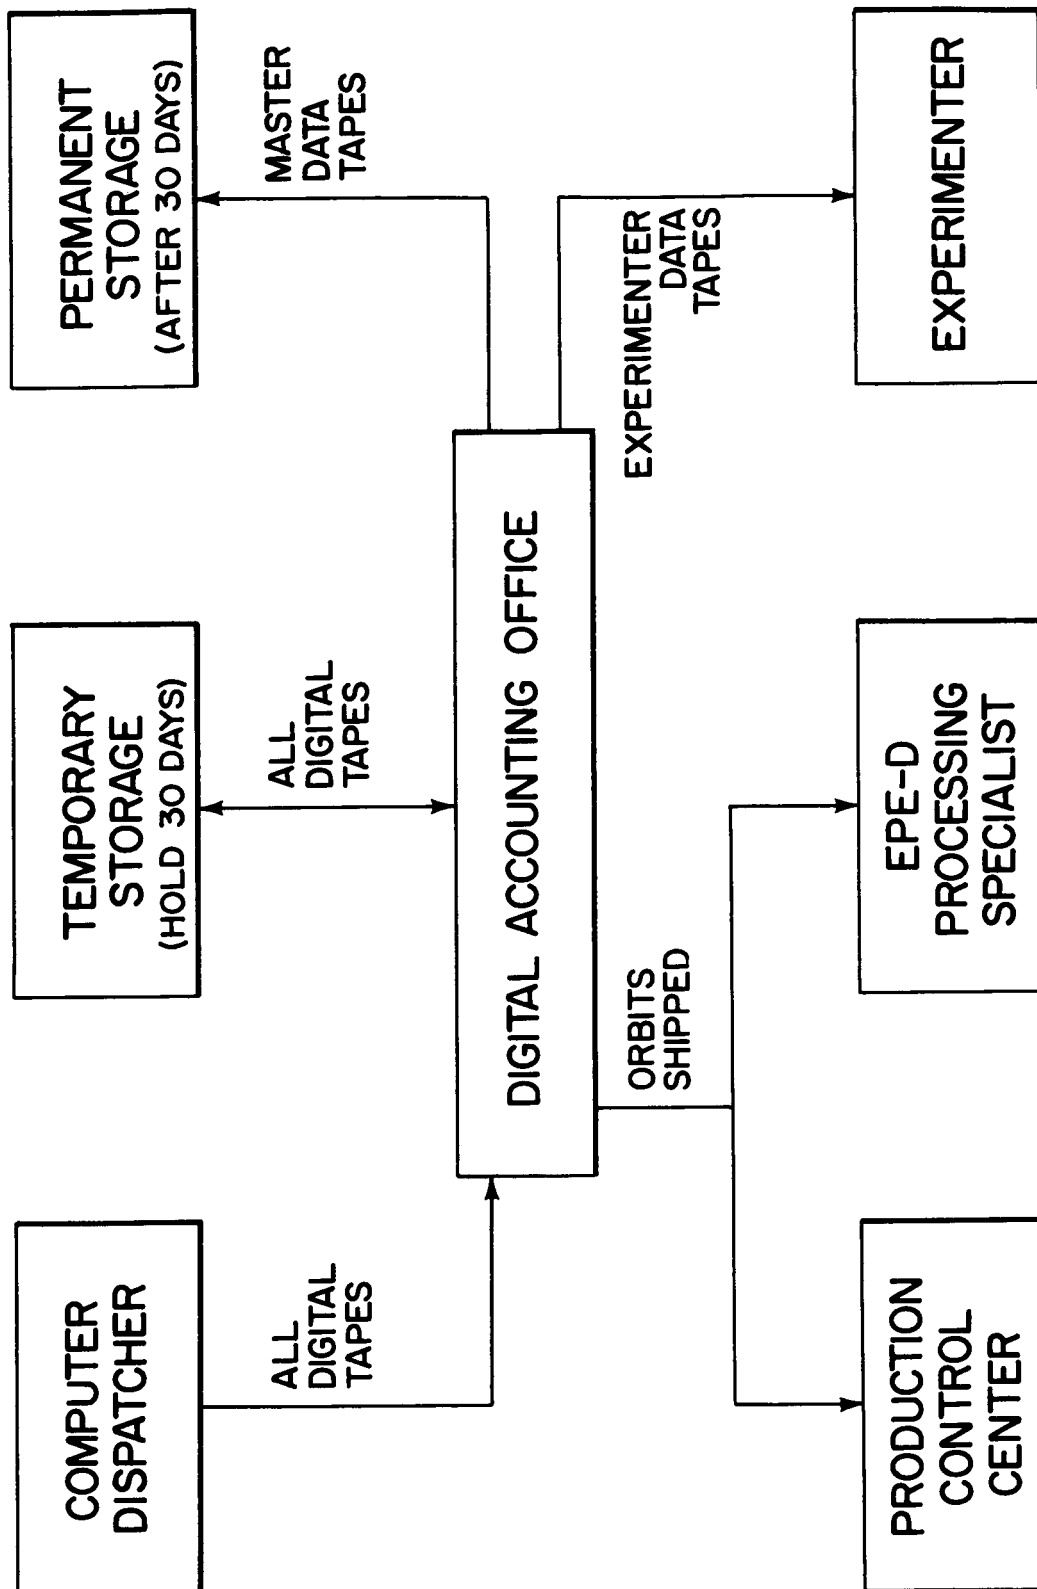 COMPUTER
DISPATCHER
TEMPORARY
STORAGE
(HOLD 30 DAYS)
PERMANENT
STORAGE
(AFTER 30 DAYS)
ALL
DIGITAL
TAPES
ALL
DIGITAL
TAPES
MASTER
DATA
TAPES
DIGITAL ACCOUNTING OFFICE
ORBITS
SHIPPED
EXPERIMENTER
DATA
TAPES
PRODUCTION
CONTROL
CENTER
EPE-D
PROCESSING
SPECIALIST
EXPERIMENTER